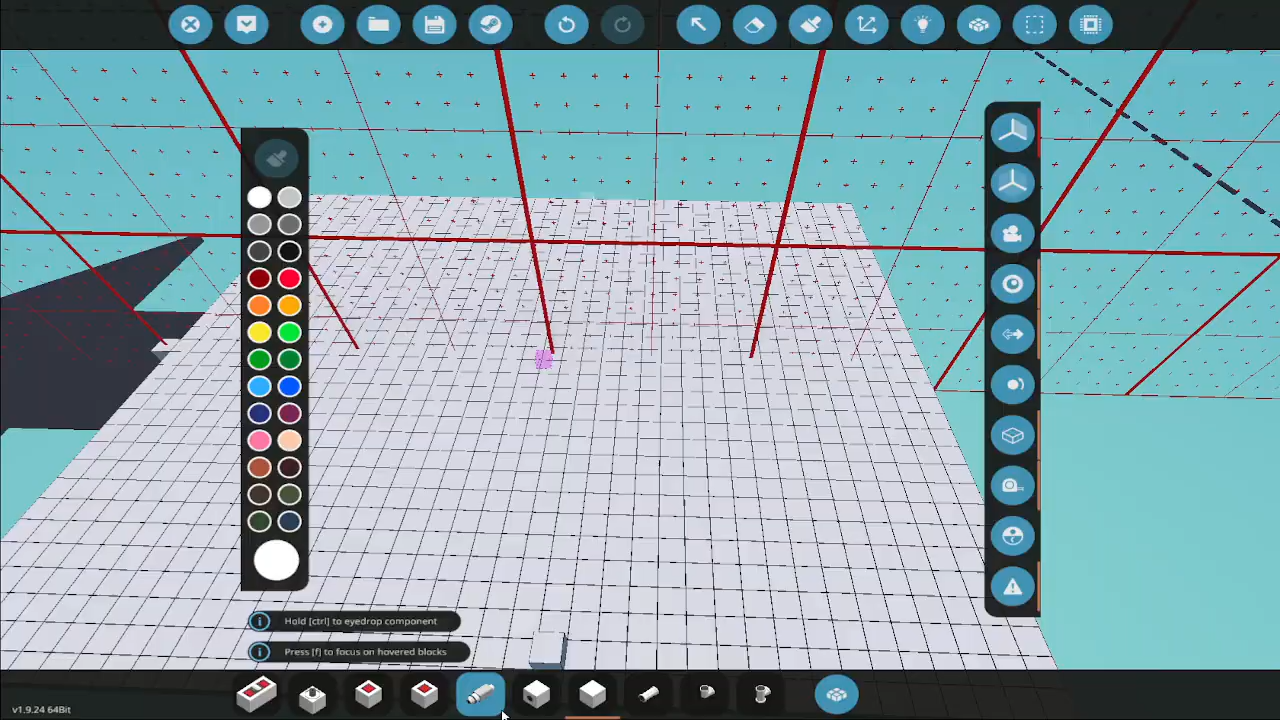 Hold [ctrl] to eyedrop component
Press [f] to focus on hovered blocks
v1.9.24 64Bit